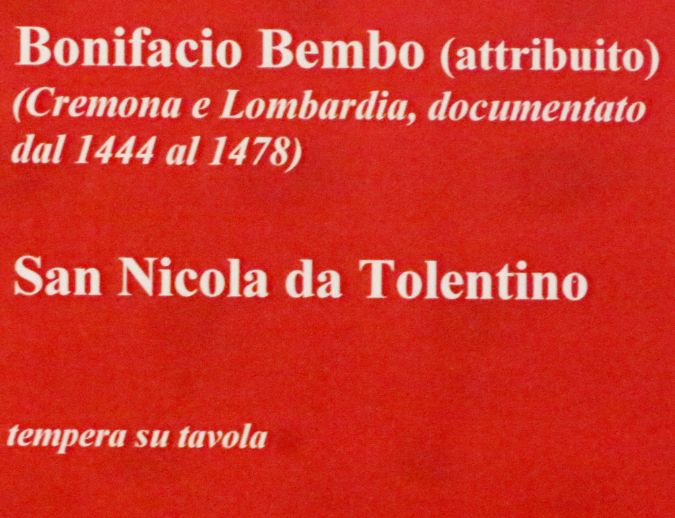 Bonifacio Bembo (attribuito)
(Cremona e Lombardia, documentato
dal 1444 al 1478)
San Nicola da Tolentino
tempera su tavola